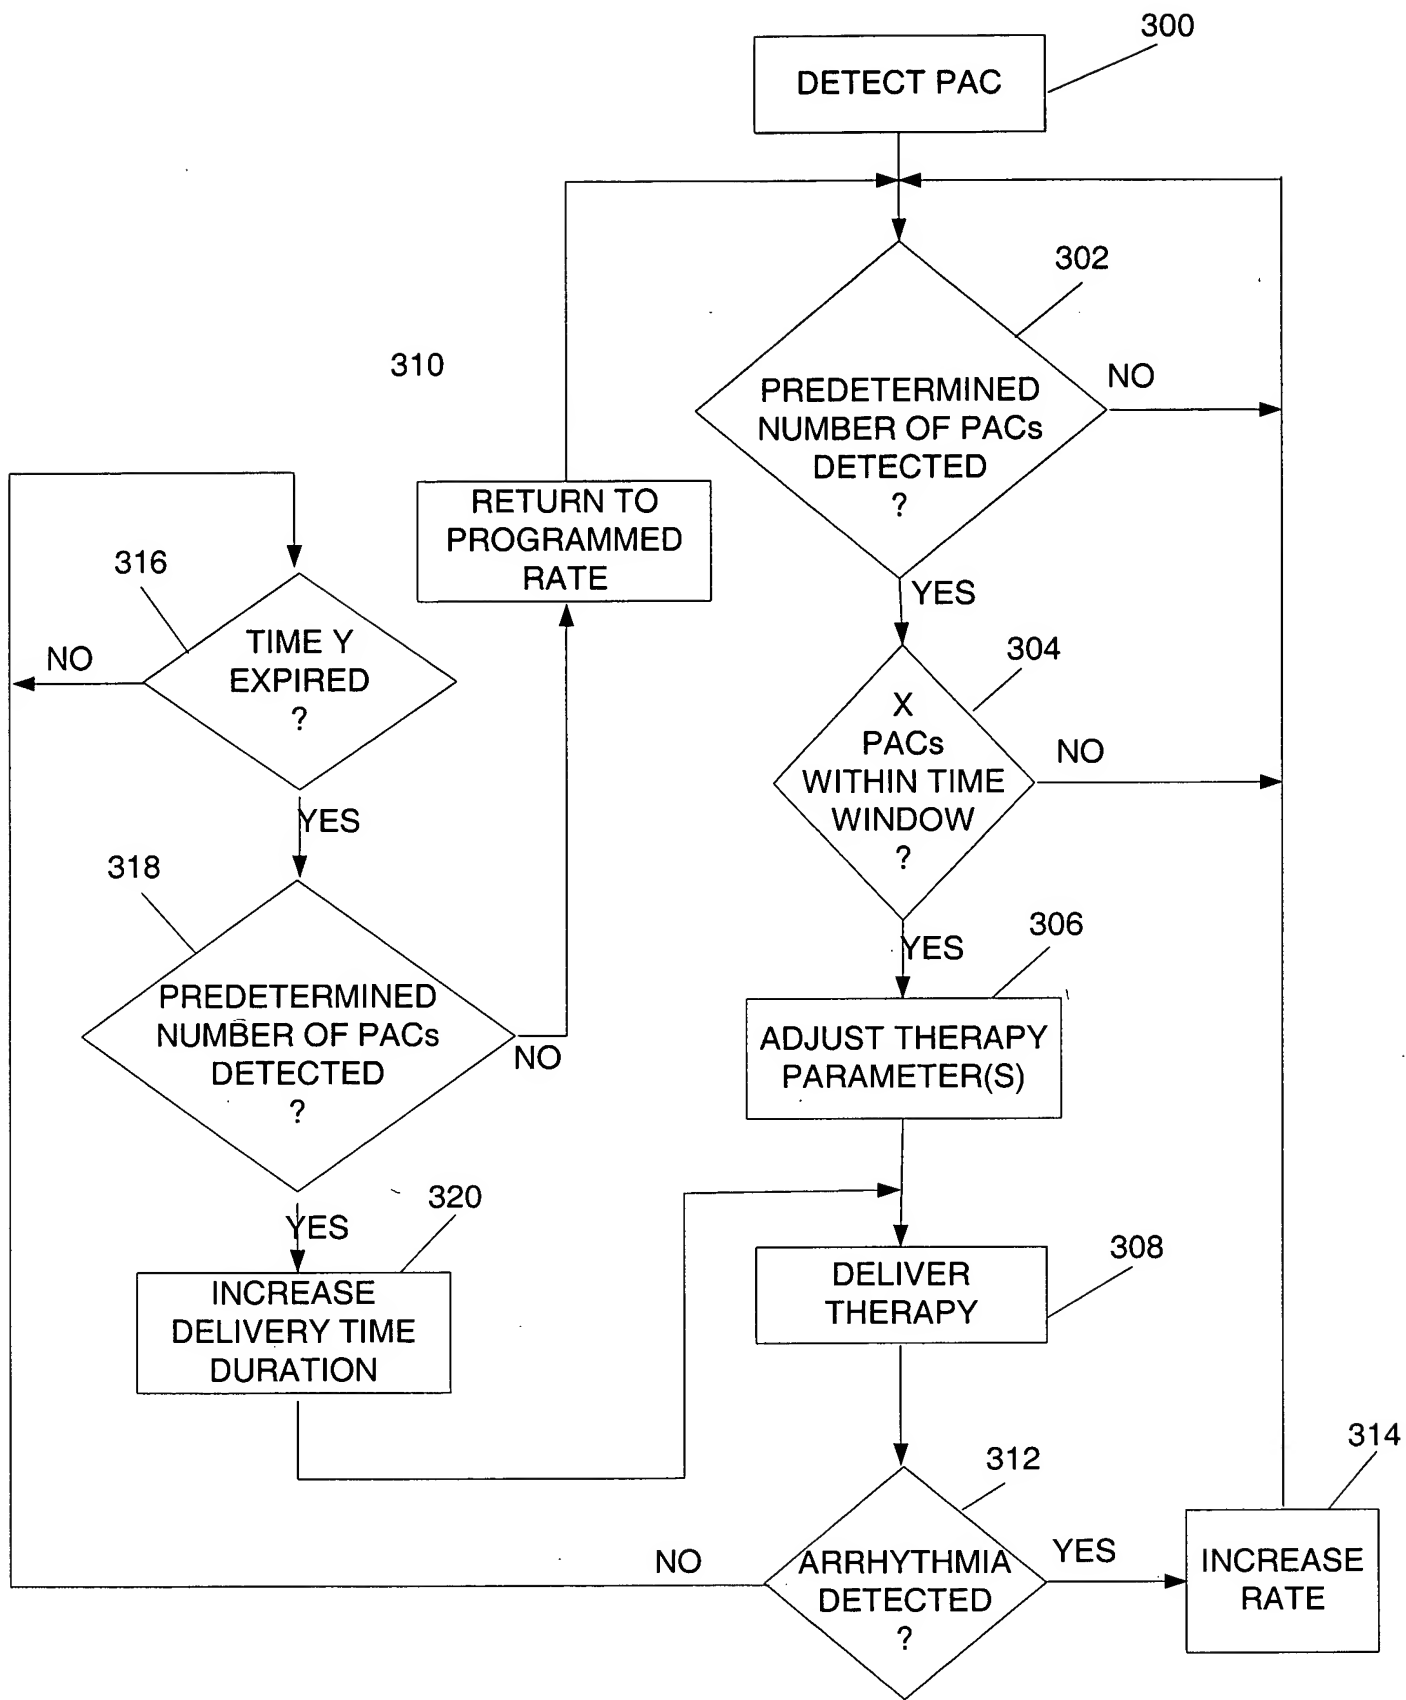 300
DETECT PAC
302
PREDETERMINED
NUMBER OF PACs
DETECTED
?
NO
YES
304
X
PACs
WITHIN TIME
WINDOW
?
NO
YES
306
ADJUST THERAPY
PARAMETER(S)
308
DELIVER
THERAPY
312
ARRHYTHMIA
DETECTED
?
YES
NO
314
INCREASE
RATE
310
RETURN TO
PROGRAMMED
RATE
316
TIME Y
EXPIRED
?
NO
YES
318
PREDETERMINED
NUMBER OF PACs
DETECTED
?
NO
YES
320
INCREASE
DELIVERY TIME
DURATION